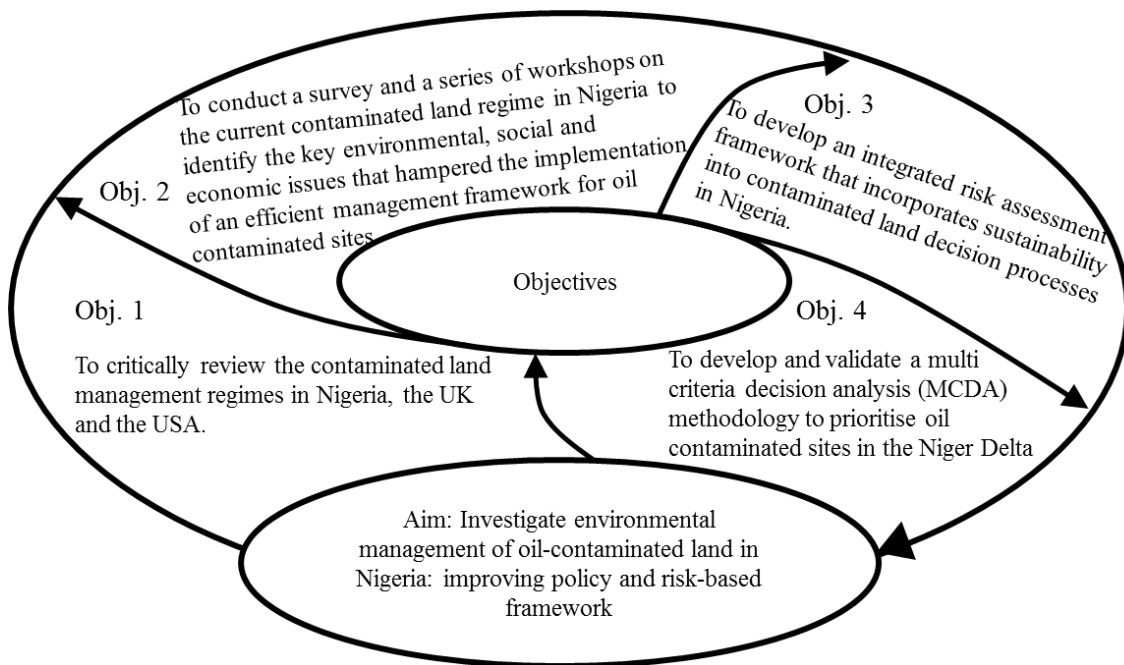 Obj. 2
To conduct a survey and a series of workshops on
the current contaminated land regime in Nigeria to
identify the key environmental, social and
economic issues that hampered the implementation
of an efficient management framework for oil
contaminated sites
Obj. 3
To develop an integrated risk assessment
framework that incorporates sustainability
into contaminated land decision processes
in Nigeria.
Objectives
Obj. 1
To critically review the contaminated land
management regimes in Nigeria, the UK
and the USA.
Obj. 4
To develop and validate a multi
criteria decision analysis (MCDA)
methodology to prioritise oil
contaminated sites in the Niger Delta
Aim: Investigate environmental
management of oil-contaminated land in
Nigeria: improving policy and risk-based
framework